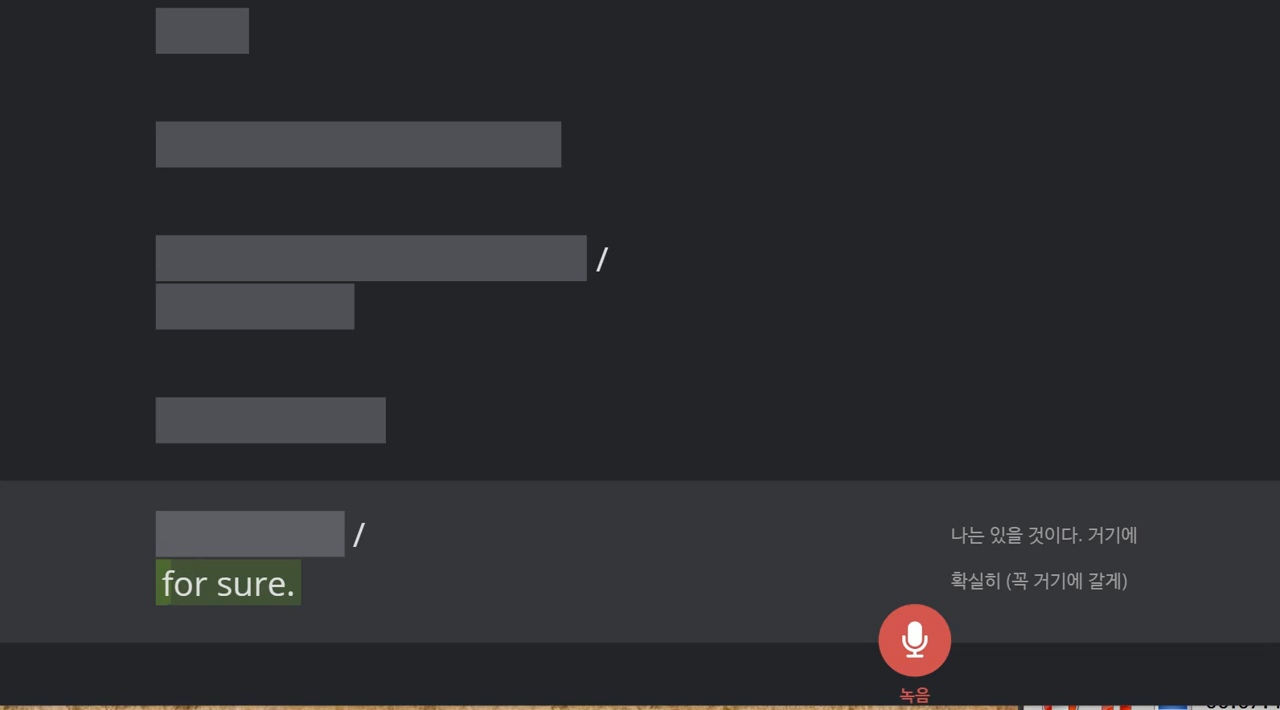 /
/
나는 있을 것이다. 거기에
for sure.
확실히 (꼭 거기에 갈게)
녹음